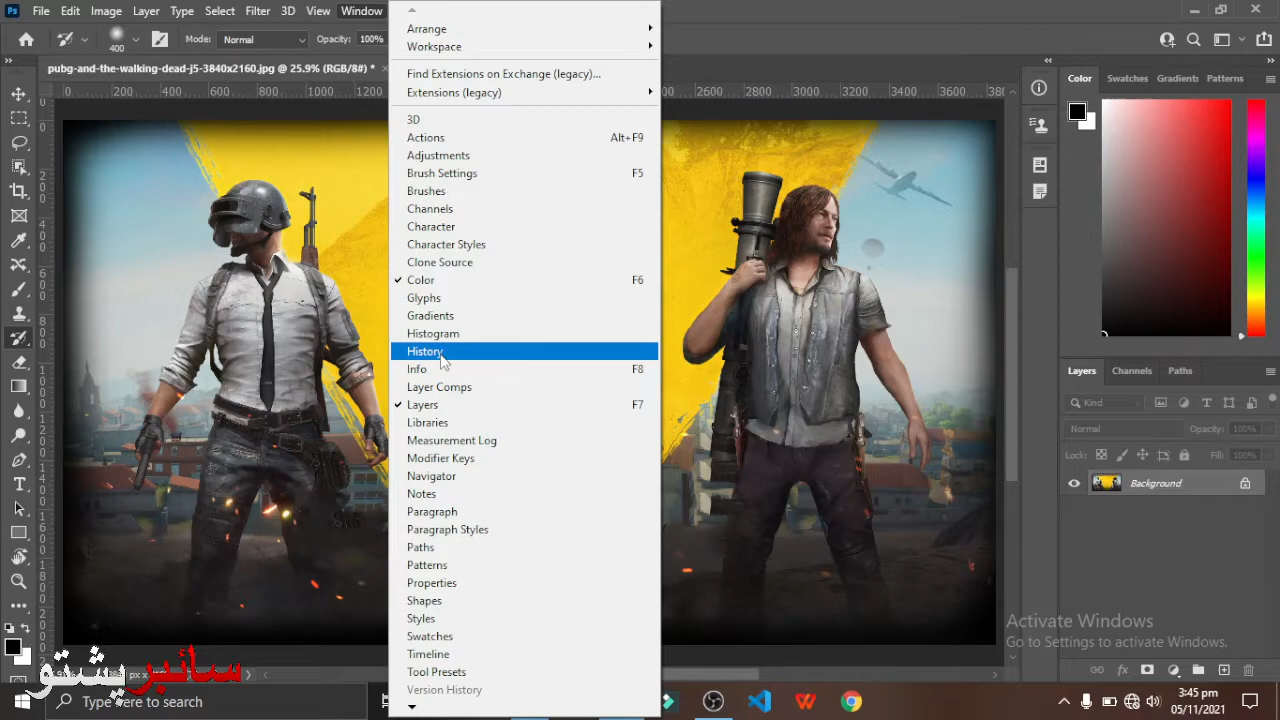 Ps File Edit Image Layer Type Select Filter 3D View Window
400 Mode: Normal Opacity: 100%
pubg-and-the-walking-dead-j5-3840x2160.jpg @ 25.9% (RGB/8#) *
0 200 400 600 800 1000 1200 2600 2800 3000 3200 3400 3600 380
Arrange
Workspace
Find Extensions on Exchange (legacy)...
Extensions (legacy)
3D
Actions Alt+F9
Adjustments
Brush Settings F5
Brushes
Channels
Character
Character Styles
Clone Source
Color F6
Glyphs
Gradients
Histogram
History
Info F8
Layer Comps
Layers F7
Libraries
Measurement Log
Modifier Keys
Navigator
Notes
Paragraph
Paragraph Styles
Paths
Patterns
Properties
Shapes
Styles
Swatches
Timeline
Tool Presets
Version History
Color Swatches Gradients Patterns
Layers Channels Paths
Kind
Normal Opacity: 100%
Lock: Fill: 100%
Background
Activate Windows
Go to Settings to activate Windows.
سائبر پشتو
px x
Type here to search
3:45 pm
05/11/2021